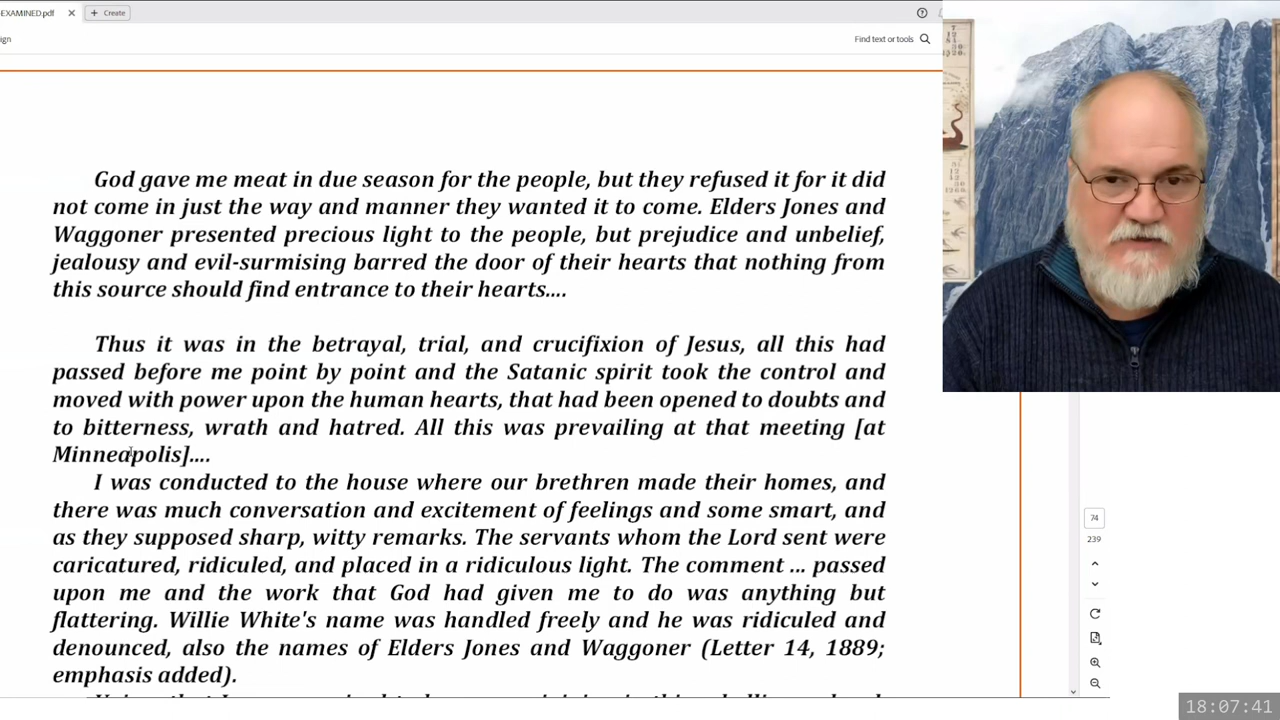 -EXAMINED.pdf
Create
ign
Find text or tools
God gave me meat in due season for the people, but they refused it for it did
not come in just the way and manner they wanted it to come. Elders Jones and
Waggoner presented precious light to the people, but prejudice and unbelief,
jealousy and evil-surmising barred the door of their hearts that nothing from
this source should find entrance to their hearts....
Thus it was in the betrayal, trial, and crucifixion of Jesus, all this had
passed before me point by point and the Satanic spirit took the control and
moved with power upon the human hearts, that had been opened to doubts and
to bitterness, wrath and hatred. All this was prevailing at that meeting [at
Minneapolis]....
I was conducted to the house where our brethren made their homes, and
there was much conversation and excitement of feelings and some smart, and
as they supposed sharp, witty remarks. The servants whom the Lord sent were
caricatured, ridiculed, and placed in a ridiculous light. The comment ... passed
upon me and the work that God had given me to do was anything but
flattering. Willie White's name was handled freely and he was ridiculed and
denounced, also the names of Elders Jones and Waggoner (Letter 14, 1889;
emphasis added).
74
239
18:07:41